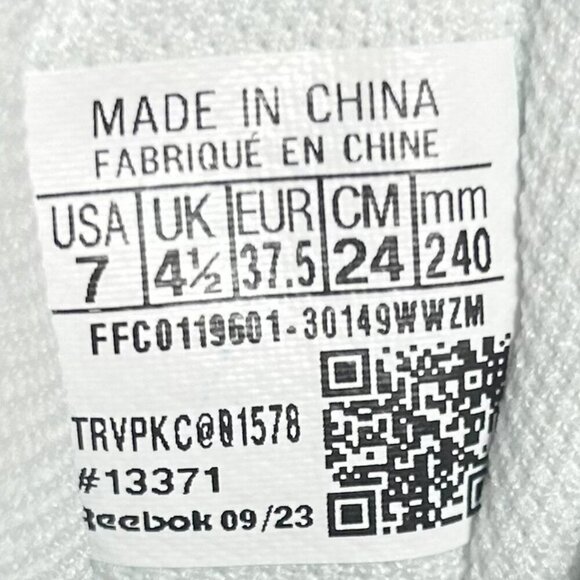 MADE IN CHINA
FABRIQUÉ EN CHINE
USA UK EUR CM mm
7 4½ 37.5 24 240
FFC0119601-30149WWZM
TRVPKC@01578
#13371
Reebok 09/23